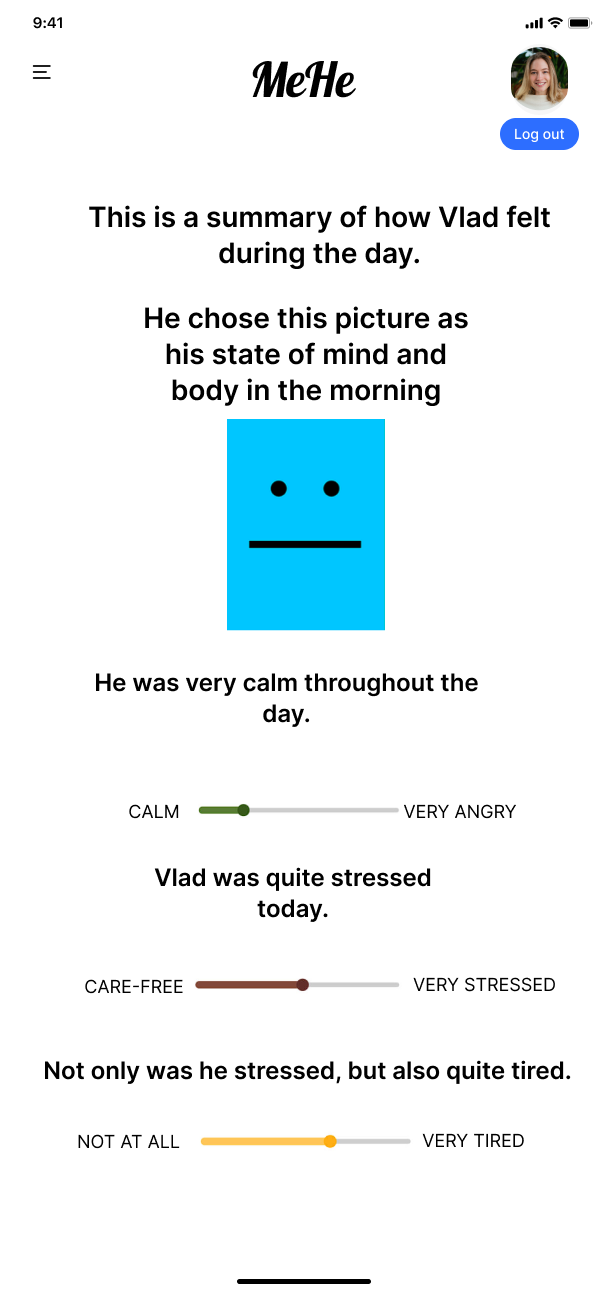 9:41
MeHe
Log out
This is a summary of how Vlad felt
during the day.
He chose this picture as
his state of mind and
body in the morning
He was very calm throughout the
day.
CALM VERY ANGRY
Vlad was quite stressed
today.
CARE-FREE VERY STRESSED
Not only was he stressed, but also quite tired.
NOT AT ALL VERY TIRED